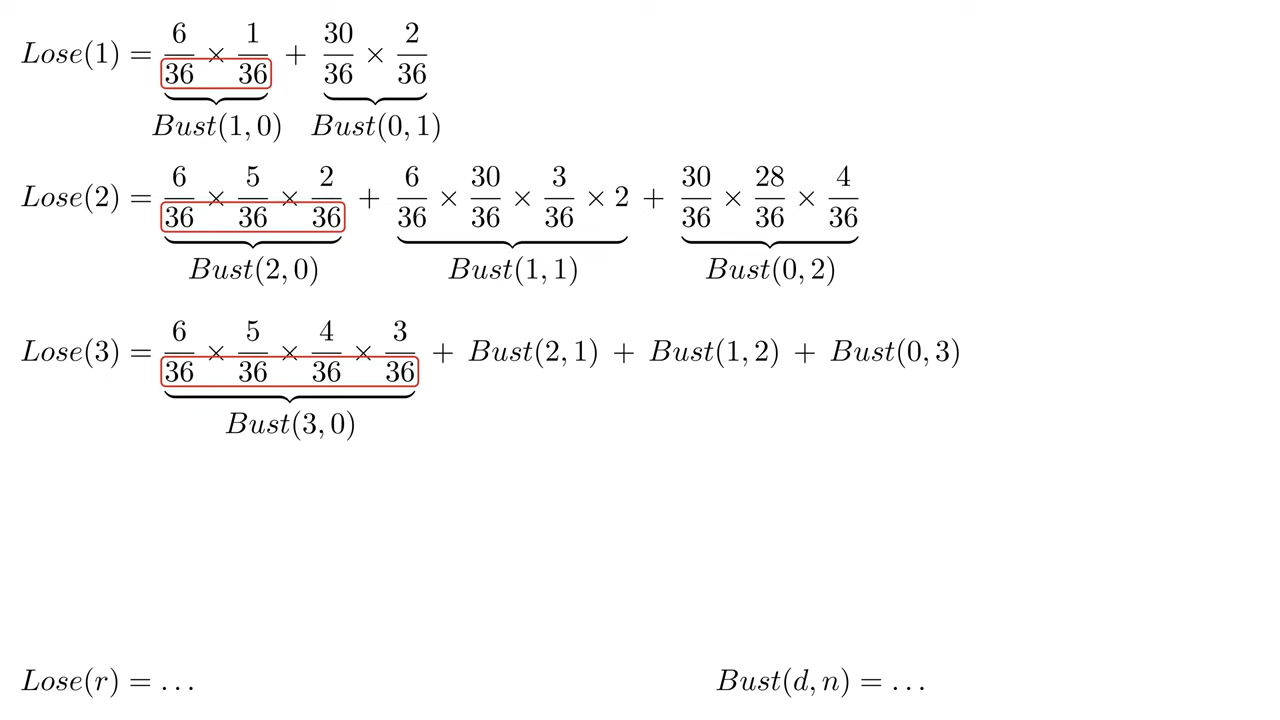 Lose(1) = 6/36 × 1/36 + 30/36 × 2/36
Bust(1, 0) Bust(0, 1)
Lose(2) = 6/36 × 5/36 × 2/36 + 6/36 × 30/36 × 3/36 × 2 + 30/36 × 28/36 × 4/36
Bust(2, 0) Bust(1, 1) Bust(0, 2)
Lose(3) = 6/36 × 5/36 × 4/36 × 3/36 + Bust(2, 1) + Bust(1, 2) + Bust(0, 3)
Bust(3, 0)
Lose(r) = ... Bust(d, n) = ...